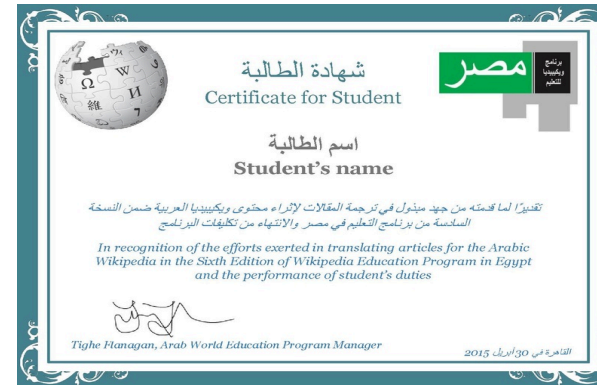 Ω W И 維
مصر
برنامج
ويكيبيديا
للتعليم
شهادة الطالبة
Certificate for Student
اسم الطالبة
Student's name
تقديرًا لما قدمته من جهد مبذول في ترجمة المقالات لإثراء محتوى ويكيبيديا العربية ضمن النسخة
السادسة من برنامج التعليم في مصر والانتهاء من تكليفات البرنامج
In recognition of the efforts exerted in translating articles for the Arabic
Wikipedia in the Sixth Edition of Wikipedia Education Program in Egypt
and the performance of student's duties
Tighe Flanagan, Arab World Education Program Manager
القاهرة في 30 أبريل 2015